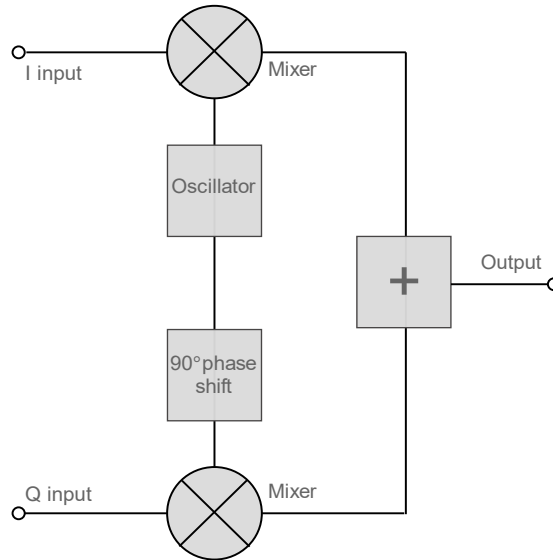 I input
Mixer
Oscillator
+
Output
90°phase
shift
Q input
Mixer